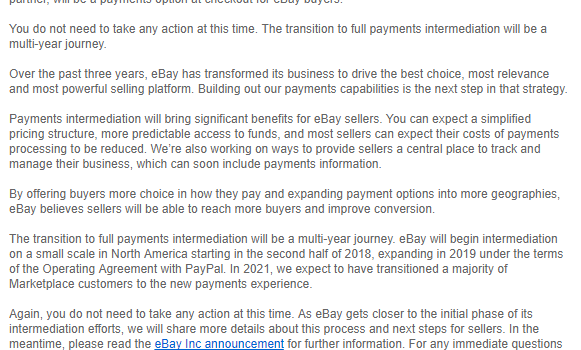 partner, will be a payments option at checkout for eBay buyers.
You do not need to take any action at this time. The transition to full payments intermediation will be a
multi-year journey.
Over the past three years, eBay has transformed its business to drive the best choice, most relevance
and most powerful selling platform. Building out our payments capabilities is the next step in that strategy.
Payments intermediation will bring significant benefits for eBay sellers. You can expect a simplified
pricing structure, more predictable access to funds, and most sellers can expect their costs of payments
processing to be reduced. We're also working on ways to provide sellers a central place to track and
manage their business, which can soon include payments information.
By offering buyers more choice in how they pay and expanding payment options into more geographies,
eBay believes sellers will be able to reach more buyers and improve conversion.
The transition to full payments intermediation will be a multi-year journey. eBay will begin intermediation
on a small scale in North America starting in the second half of 2018, expanding in 2019 under the terms
of the Operating Agreement with PayPal. In 2021, we expect to have transitioned a majority of
Marketplace customers to the new payments experience.
Again, you do not need to take any action at this time. As eBay gets closer to the initial phase of its
intermediation efforts, we will share more details about this process and next steps for sellers. In the
meantime, please read the eBay Inc announcement for further information. For any immediate questions